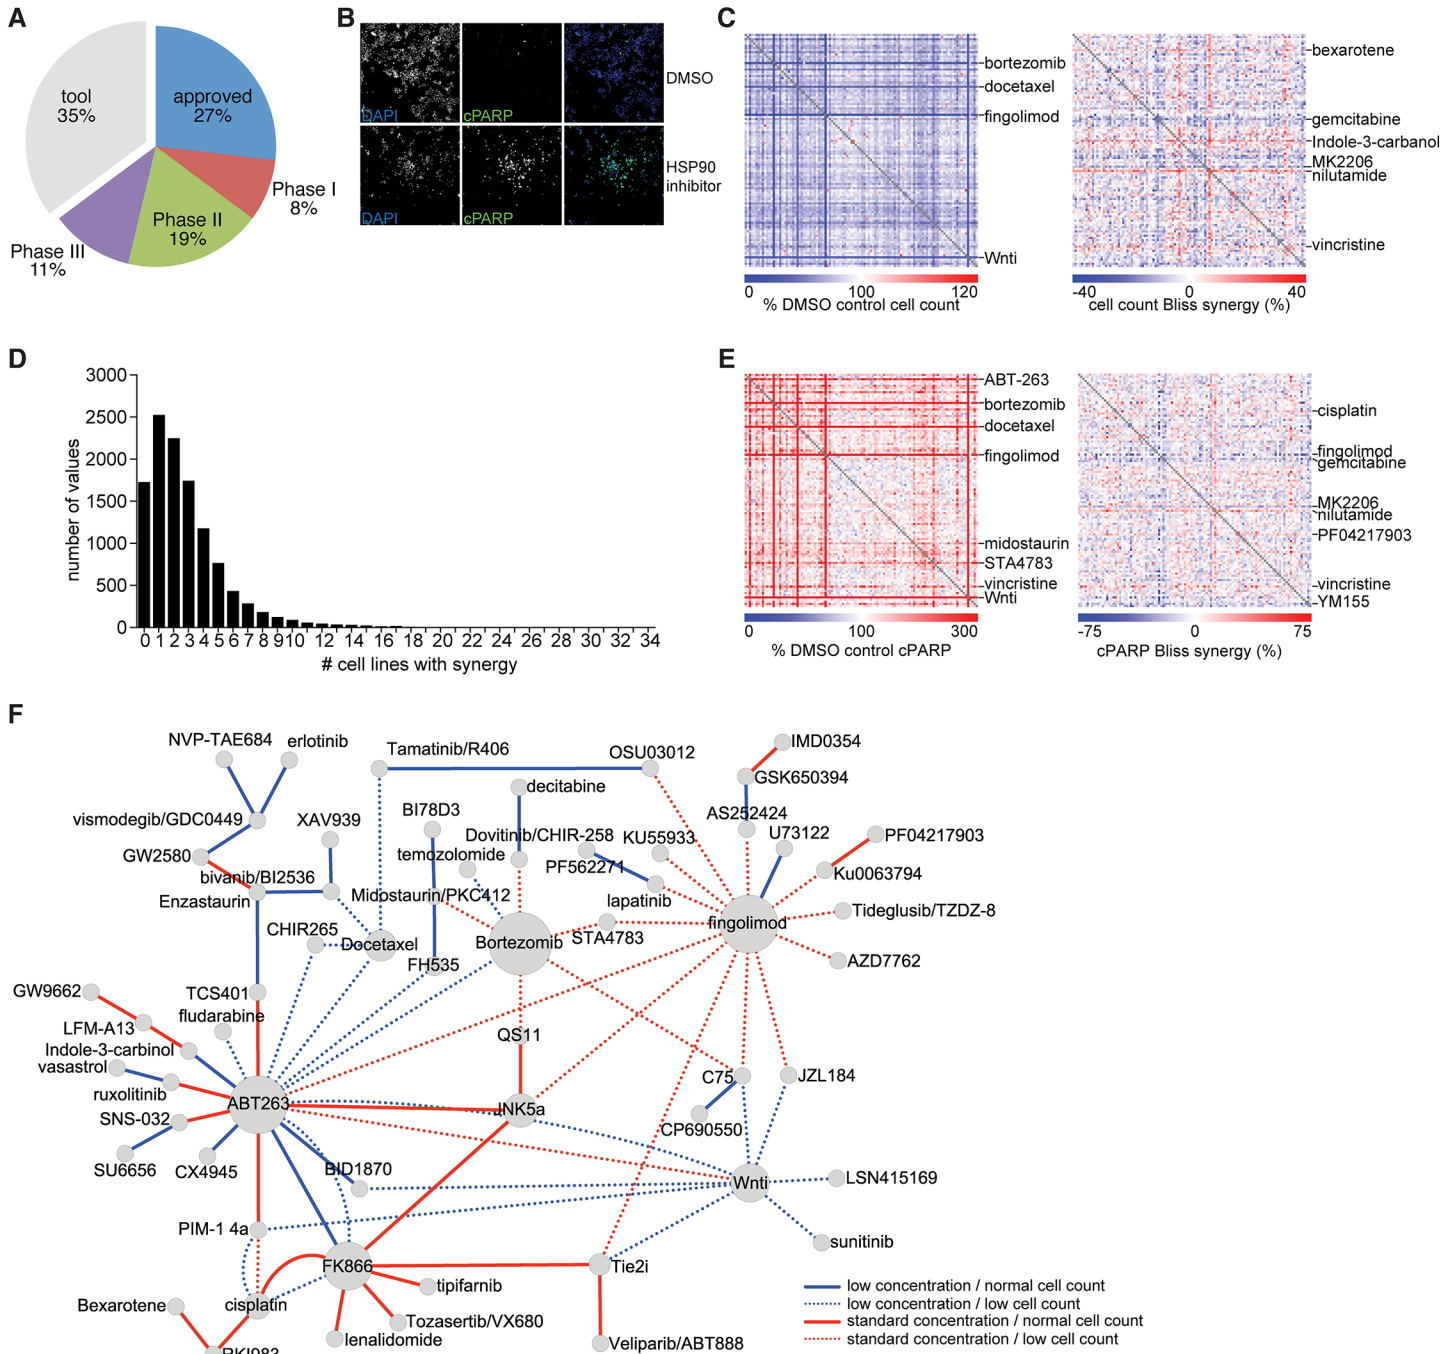 A
tool
35%
approved
27%
Phase I
8%
Phase II
19%
Phase III
11%
B
DAPI
cPARP
DMSO
DAPI
cPARP
HSP90
inhibitor
C
bortezomib
docetaxel
fingolimod
Wnti
0 100 120
% DMSO control cell count
bexarotene
gemcitabine
Indole-3-carbanol
MK2206
nilutamide
vincristine
-40 0 40
cell count Bliss synergy (%)
D
number of values
3000
2500
2000
1500
1000
500
0
0 1 2 3 4 5 6 7 8 9 10 12 14 16 18 20 22 24 26 28 30 32 34
# cell lines with synergy
E
ABT-263
bortezomib
docetaxel
fingolimod
midostaurin
STA4783
vincristine
Wnti
0 100 300
% DMSO control cPARP
cisplatin
fingolimod
gemcitabine
MK2206
nilutamide
PF04217903
vincristine
YM155
-75 0 75
cPARP Bliss synergy (%)
F
NVP-TAE684
erlotinib
Tamatinib/R406
OSU03012
IMD0354
GSK650394
decitabine
vismodegib/GDC0449
XAV939
BI78D3
AS252424
Dovitinib/CHIR-258
KU55933
U73122
PF04217903
GW2580
temozolomide
PF562271
Ku0063794
bivanib/BI2536
Enzastaurin
Midostaurin/PKC412
lapatinib
Tideglusib/TZDZ-8
fingolimod
CHIR265
Docetaxel
Bortezomib
STA4783
FH535
AZD7762
GW9662
TCS401
fludarabine
LFM-A13
QS11
Indole-3-carbinol
vasastrol
C75
JZL184
ruxolitinib
ABT263
JNK5a
SNS-032
CP690550
SU6656
CX4945
BID1870
Wnti
LSN415169
PIM-1 4a
sunitinib
FK866
Tie2i
tipifarnib
Bexarotene
cisplatin
Tozasertib/VX680
lenalidomide
Veliparib/ABT888
low concentration / normal cell count
low concentration / low cell count
standard concentration / normal cell count
standard concentration / low cell count